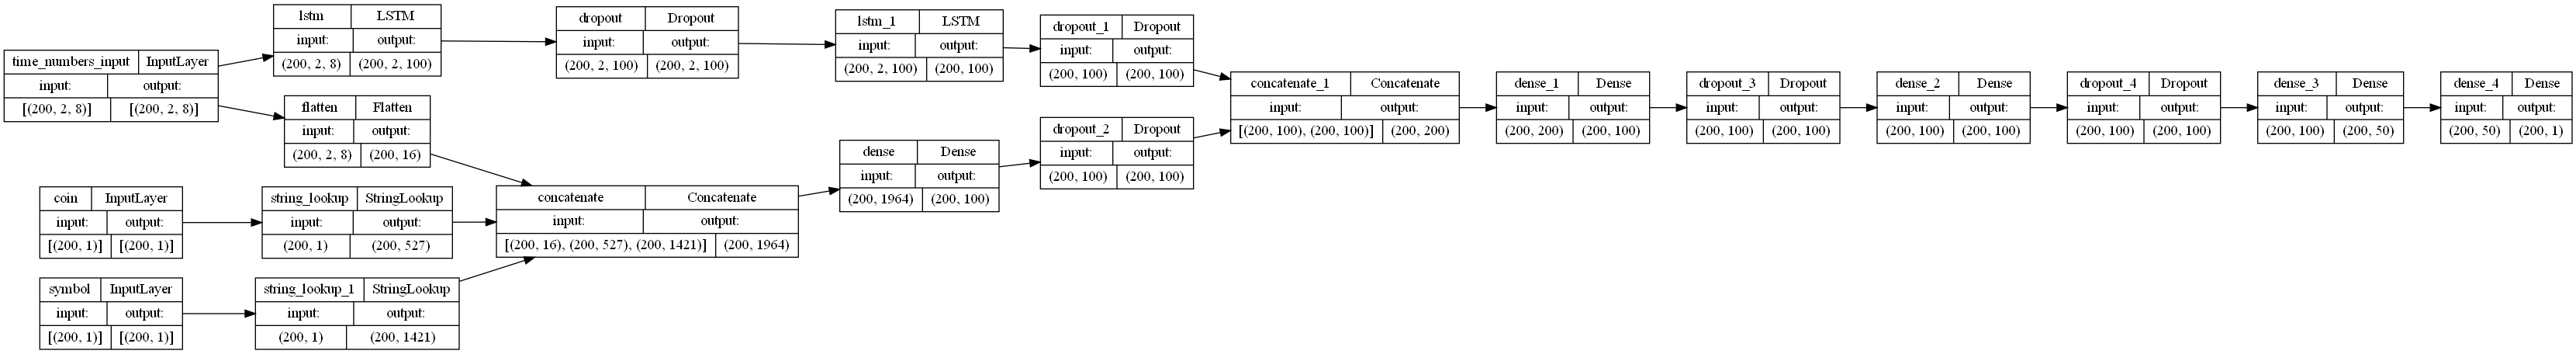 time_numbers_input InputLayer
input: output:
[(200, 2, 8)] [(200, 2, 8)]
lstm LSTM
input: output:
(200, 2, 8) (200, 2, 100)
dropout Dropout
input: output:
(200, 2, 100) (200, 2, 100)
lstm_1 LSTM
input: output:
(200, 2, 100) (200, 100)
dropout_1 Dropout
input: output:
(200, 100) (200, 100)
flatten Flatten
input: output:
(200, 2, 8) (200, 16)
coin InputLayer
input: output:
[(200, 1)] [(200, 1)]
string_lookup StringLookup
input: output:
(200, 1) (200, 527)
symbol InputLayer
input: output:
[(200, 1)] [(200, 1)]
string_lookup_1 StringLookup
input: output:
(200, 1) (200, 1421)
concatenate Concatenate
input: output:
[(200, 16), (200, 527), (200, 1421)] (200, 1964)
dense Dense
input: output:
(200, 1964) (200, 100)
dropout_2 Dropout
input: output:
(200, 100) (200, 100)
concatenate_1 Concatenate
input: output:
[(200, 100), (200, 100)] (200, 200)
dense_1 Dense
input: output:
(200, 200) (200, 100)
dropout_3 Dropout
input: output:
(200, 100) (200, 100)
dense_2 Dense
input: output:
(200, 100) (200, 100)
dropout_4 Dropout
input: output:
(200, 100) (200, 100)
dense_3 Dense
input: output:
(200, 100) (200, 50)
dense_4 Dense
input: output:
(200, 50) (200, 1)